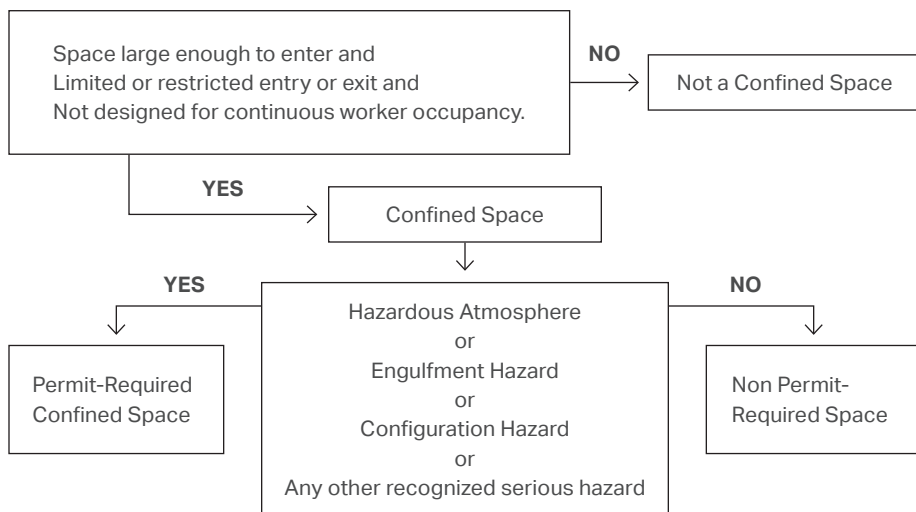 Space large enough to enter and
Limited or restricted entry or exit and
Not designed for continuous worker occupancy.
NO
Not a Confined Space
YES
Confined Space
YES
NO
Hazardous Atmosphere
or
Engulfment Hazard
or
Configuration Hazard
or
Any other recognized serious hazard
Permit-Required
Confined Space
Non Permit-
Required Space